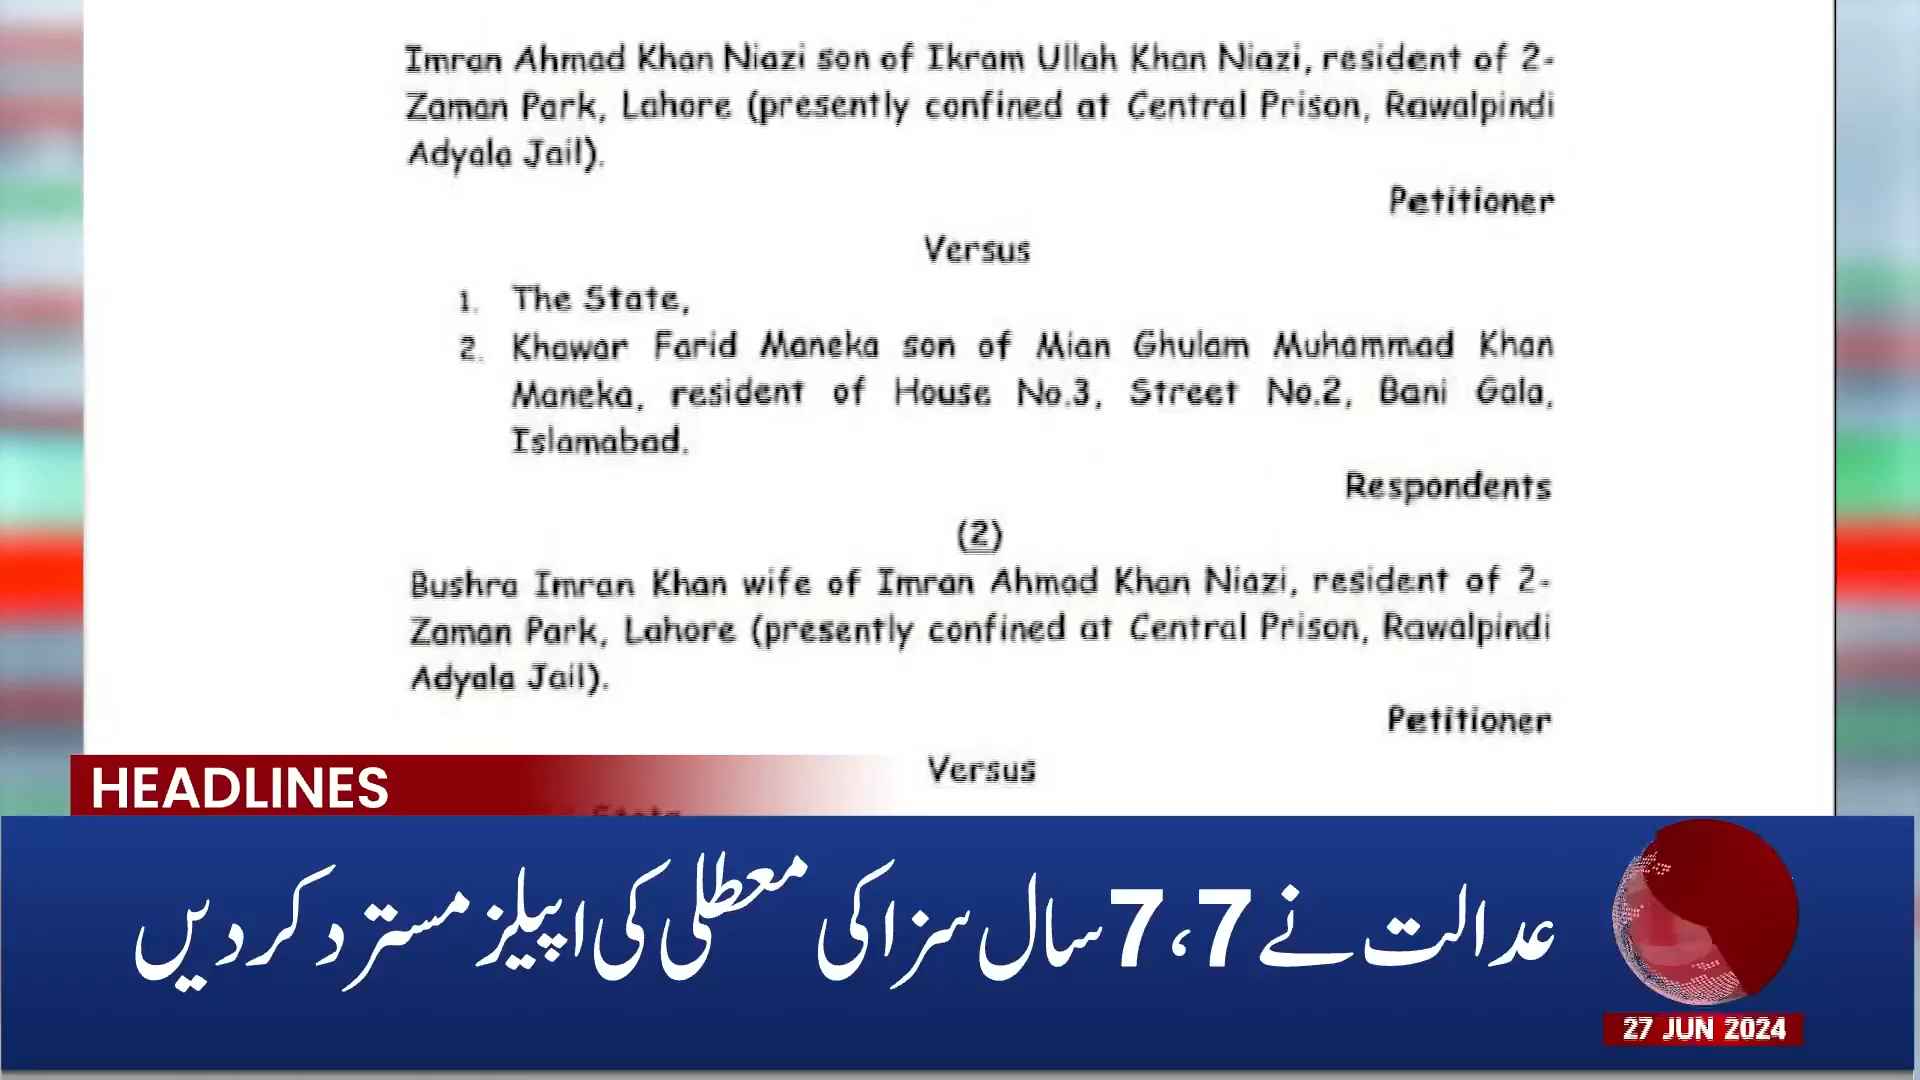 Imran Ahmad Khan Niazi son of Ikram Ullah Khan Niazi, resident of 2-
Zaman Park, Lahore (presently confined at Central Prison, Rawalpindi
Adyala Jail).
Petitioner
Versus
1. The State,
2. Khawar Farid Maneka son of Mian Ghulam Muhammad Khan
Maneka, resident of House No.3, Street No.2, Bani Gala,
Islamabad.
Respondents
(2)
Bushra Imran Khan wife of Imran Ahmad Khan Niazi, resident of 2-
Zaman Park, Lahore (presently confined at Central Prison, Rawalpindi
Adyala Jail).
Petitioner
Versus
State
HEADLINES
عدالت نے 7،7 سال سزا کی معطلی کی اپیلز مسترد کر دیں
27 JUN 2024